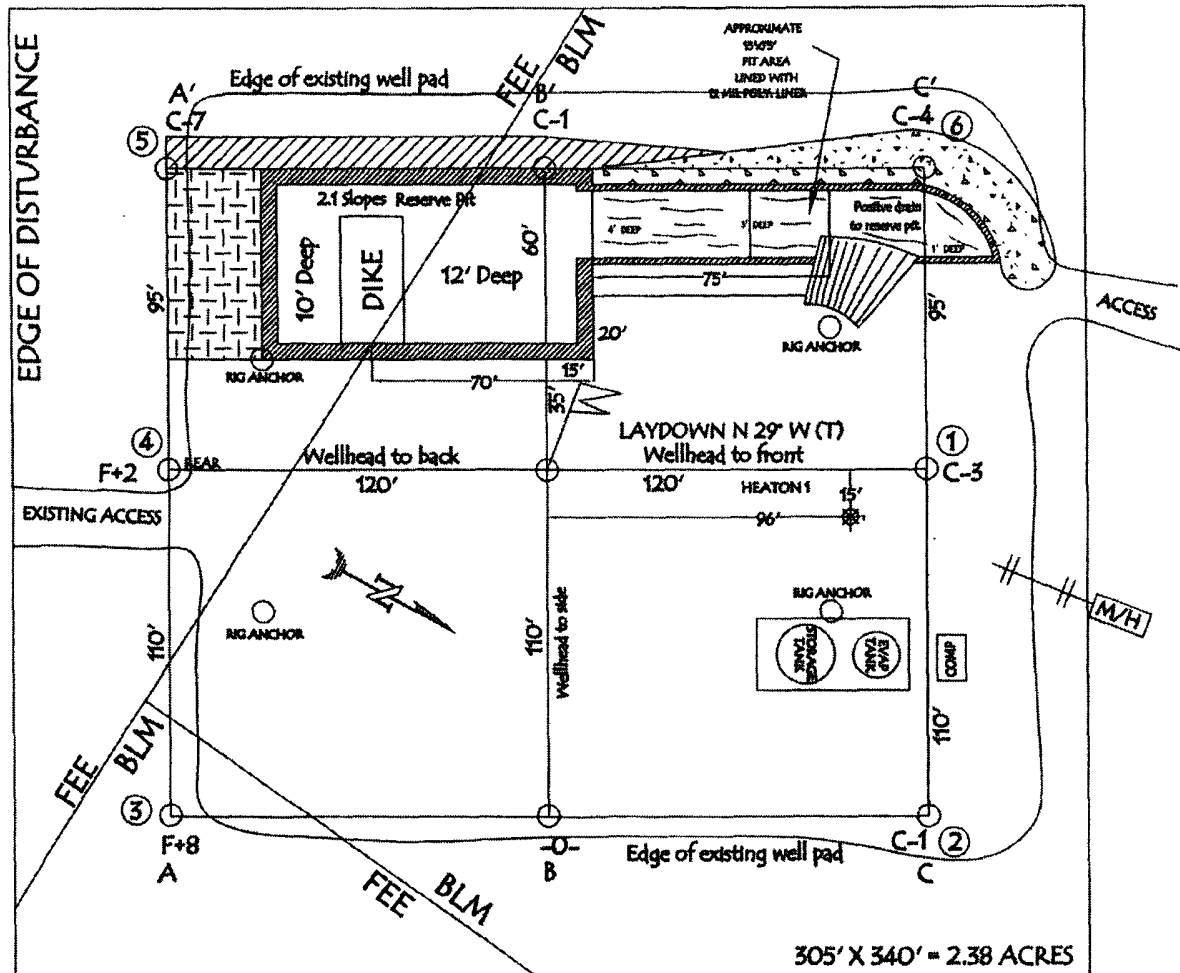 EDGE OF DISTURBANCE
A'
C-7
Edge of existing well pad
FEE
BLM
B'
C-1
APPROXIMATE
PIT AREA
LINED WITH
12 MIL POLY. LINER
C'
C-4
6
5
2.1 Slopes Reserve Pit
95'
10' Deep
DIKE
12' Deep
60'
4' DEEP
3' DEEP
Positive drain
to reserve pit.
1' DEEP
75'
95'
ACCESS
20'
RIG ANCHOR
RIG ANCHOR
70'
15'
35'
4
F+2
REAR
Wellhead to back
120'
LAYDOWN N 29° W (T)
Wellhead to front
120'
HEATON 1
15'
96'
1
C-3
EXISTING ACCESS
N
RIG ANCHOR
110'
110'
Wellhead to side
RIG ANCHOR
STORAGE
TANK
EVAP
TANK
COMP
M/H
110'
FEE
BLM
3
F+8
A
-0-
B
Edge of existing well pad
C-1
2
C
FEE
BLM
305' X 340' = 2.38 ACRES